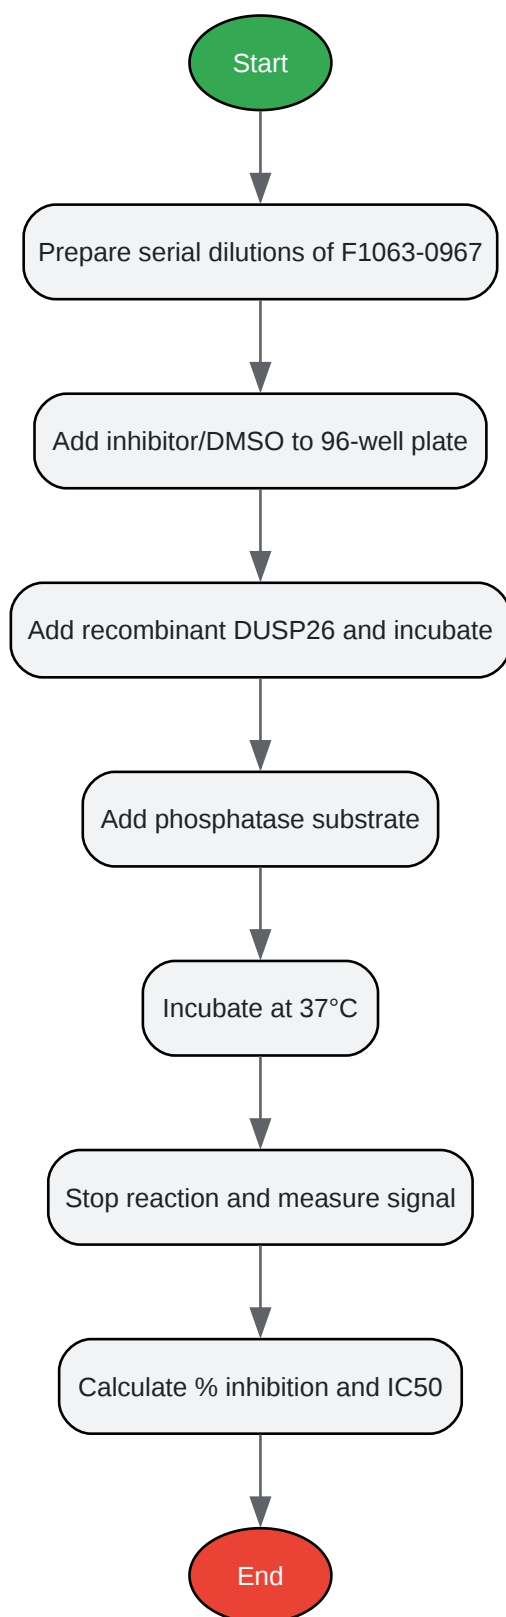 Start
Prepare serial dilutions of F1063-0967
Add inhibitor/DMSO to 96-well plate
Add recombinant DUSP26 and incubate
Add phosphatase substrate
Incubate at 37°C
Stop reaction and measure signal
Calculate % inhibition and IC50
End